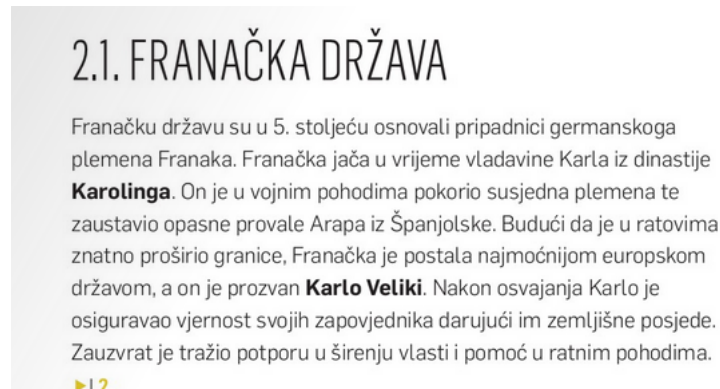 2.1. FRANAČKA DRŽAVA
Franačku državu su u 5. stoljeću osnovali pripadnici germanskoga
plemena Franaka. Franačka jača u vrijeme vladavine Karla iz dinastije
Karolinga. On je u vojnim pohodima pokorio susjedna plemena te
zaustavio opasne provale Arapa iz Španjolske. Budući da je u ratovima
znatno proširio granice, Franačka je postala najmoćnijom europskom
državom, a on je prozvan Karlo Veliki. Nakon osvajanja Karlo je
osiguravao vjernost svojih zapovjednika darujući im zemljišne posjede.
Zauzvrat je tražio potporu u širenju vlasti i pomoć u ratnim pohodima.